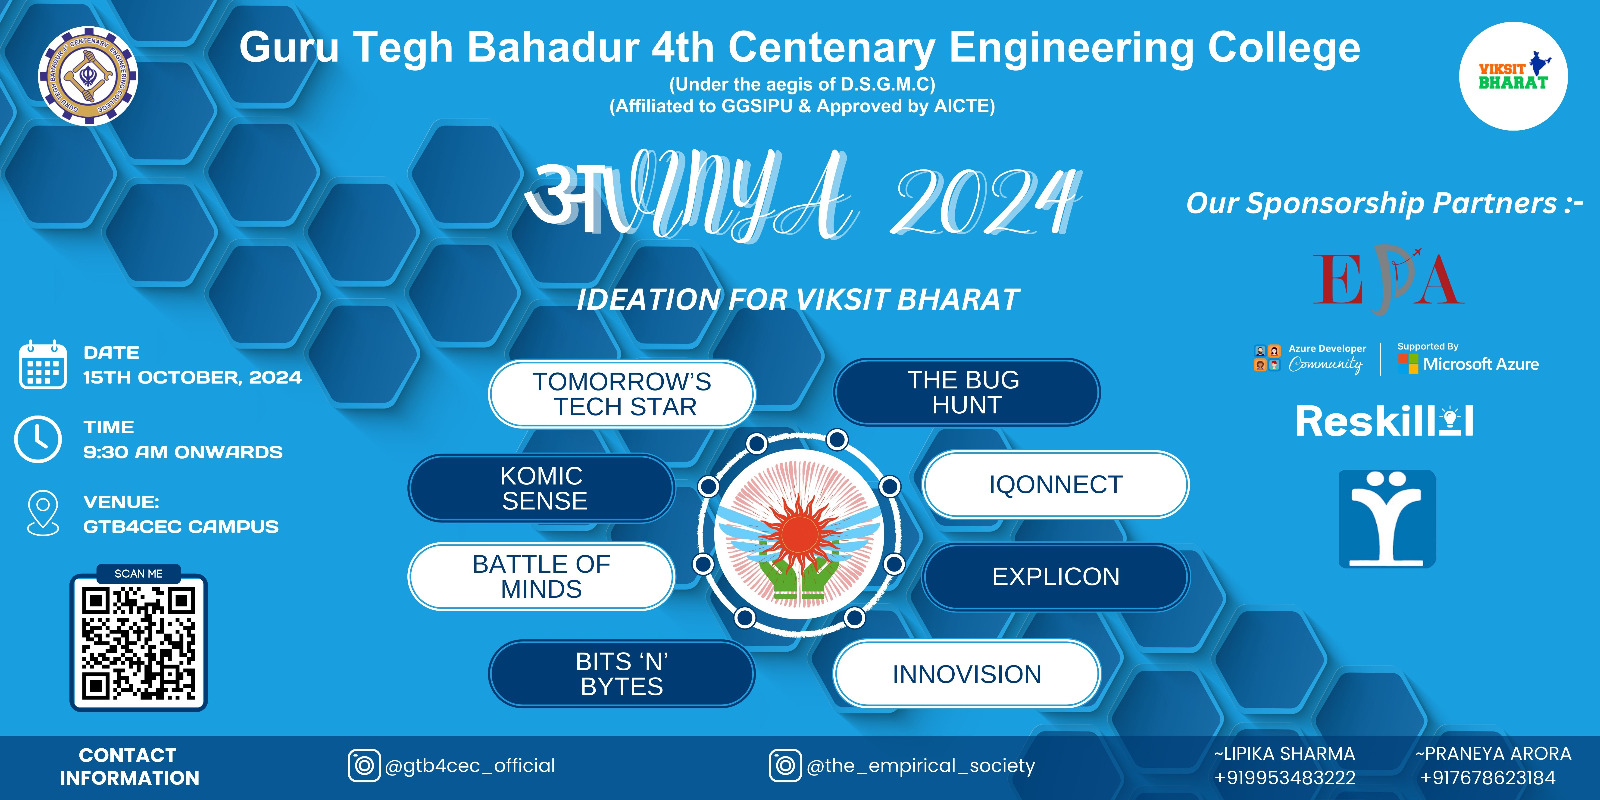 Guru Tegh Bahadur 4th Centenary Engineering College
(Under the aegis of D.S.G.M.C)
(Affiliated to GGSIPU & Approved by AICTE)
VIKSIT
BHARAT
अVINYA 2024
IDEATION FOR VIKSIT BHARAT
Our Sponsorship Partners :-
EPA
Azure Developer
Community
Supported By
Microsoft Azure
Reskilll
DATE
15TH OCTOBER, 2024
TIME
9:30 AM ONWARDS
VENUE:
GTB4CEC CAMPUS
SCAN ME
TOMORROW'S
TECH STAR
THE BUG
HUNT
KOMIC
SENSE
IQONNECT
BATTLE OF
MINDS
EXPLICON
BITS ‘N’
BYTES
INNOVISION
CONTACT
INFORMATION
@gtb4cec_official
@the_empirical_society
~LIPIKA SHARMA
+919953483222
~PRANEYA ARORA
+917678623184